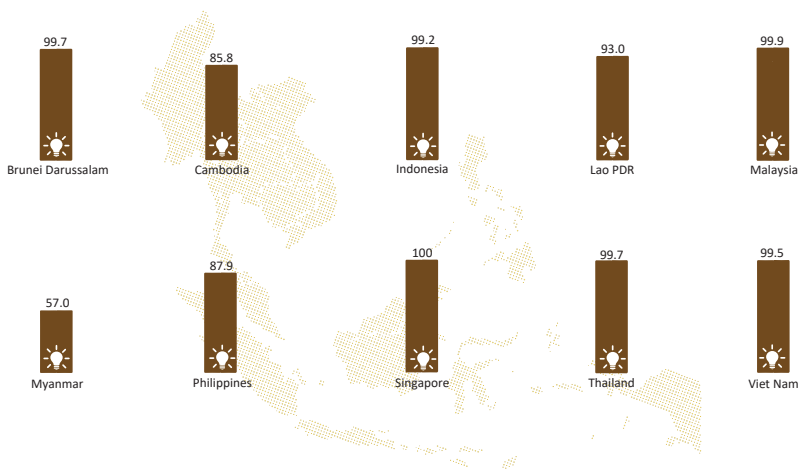 99.7
85.8
99.2
93.0
99.9
Brunei Darussalam
Cambodia
Indonesia
Lao PDR
Malaysia
57.0
87.9
100
99.7
99.5
Myanmar
Philippines
Singapore
Thailand
Viet Nam